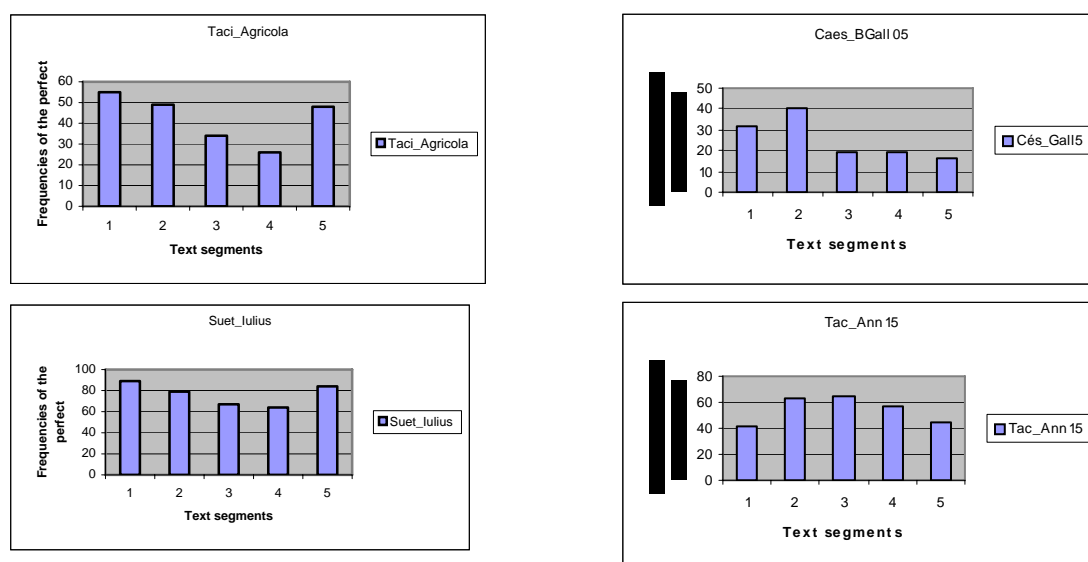 Taci_Agricola
Frequencies of the perfect
60
50
40
30
20
10
0
1 2 3 4 5
Text segments
Taci_Agricola
Caes_BGall 05
50
40
30
20
10
0
1 2 3 4 5
Text segments
Cés_Gall5
Suet_Iulius
Frequencies of the
perfect
100
80
60
40
20
0
1 2 3 4 5
Text segments
Suet_Iulius
Tac_Ann 15
80
60
40
20
0
1 2 3 4 5
Text segments
Tac_Ann 15